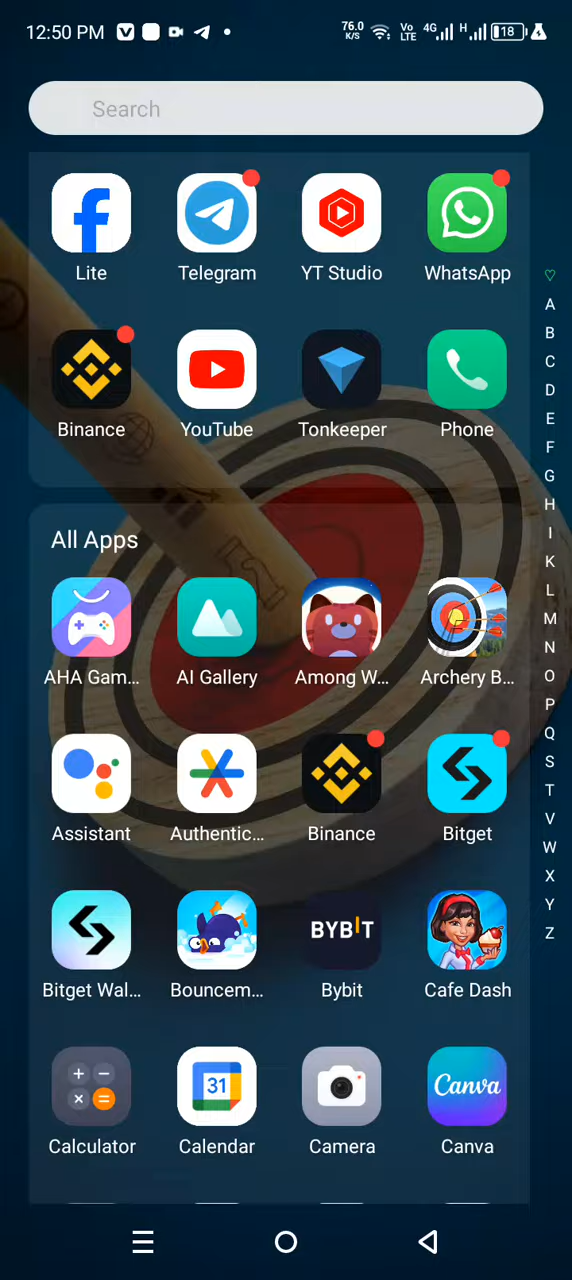 12:50 PM 76.0 K/S Vo LTE 4G H 18
Search
Lite Telegram YT Studio WhatsApp
Binance YouTube Tonkeeper Phone
All Apps
AHA Gam... AI Gallery Among W... Archery B...
Assistant Authentic... Binance Bitget
BYBIT
Bitget Wal... Bouncem... Bybit Cafe Dash
31 Canva
Calculator Calendar Camera Canva
A
B
C
D
E
F
G
H
I
K
L
M
N
O
P
Q
S
T
V
W
X
Y
Z